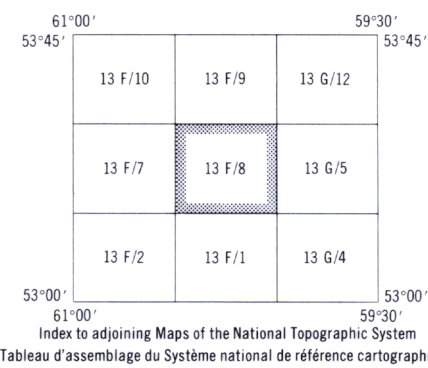 61°00′ 59°30′
53°45′ 53°45′
13 F/10 13 F/9 13 G/12
13 F/7 13 F/8 13 G/5
13 F/2 13 F/1 13 G/4
53°00′ 53°00′
61°00′ 59°30′
Index to adjoining Maps of the National Topographic System
Tableau d'assemblage du Système national de référence cartograph